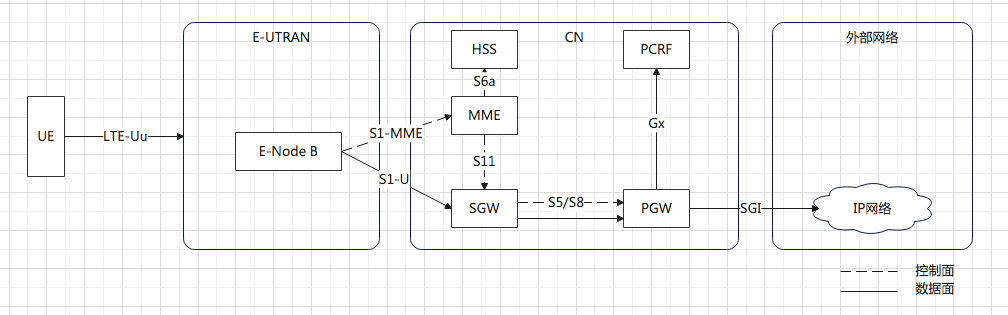 E-UTRAN
CN
外部网络
HSS
PCRF
S6a
UE
LTE-Uu
MME
S1-MME
Gx
E-Node B
S11
S1-U
SGW
S5/S8
PGW
SGI
IP网络
控制面
数据面